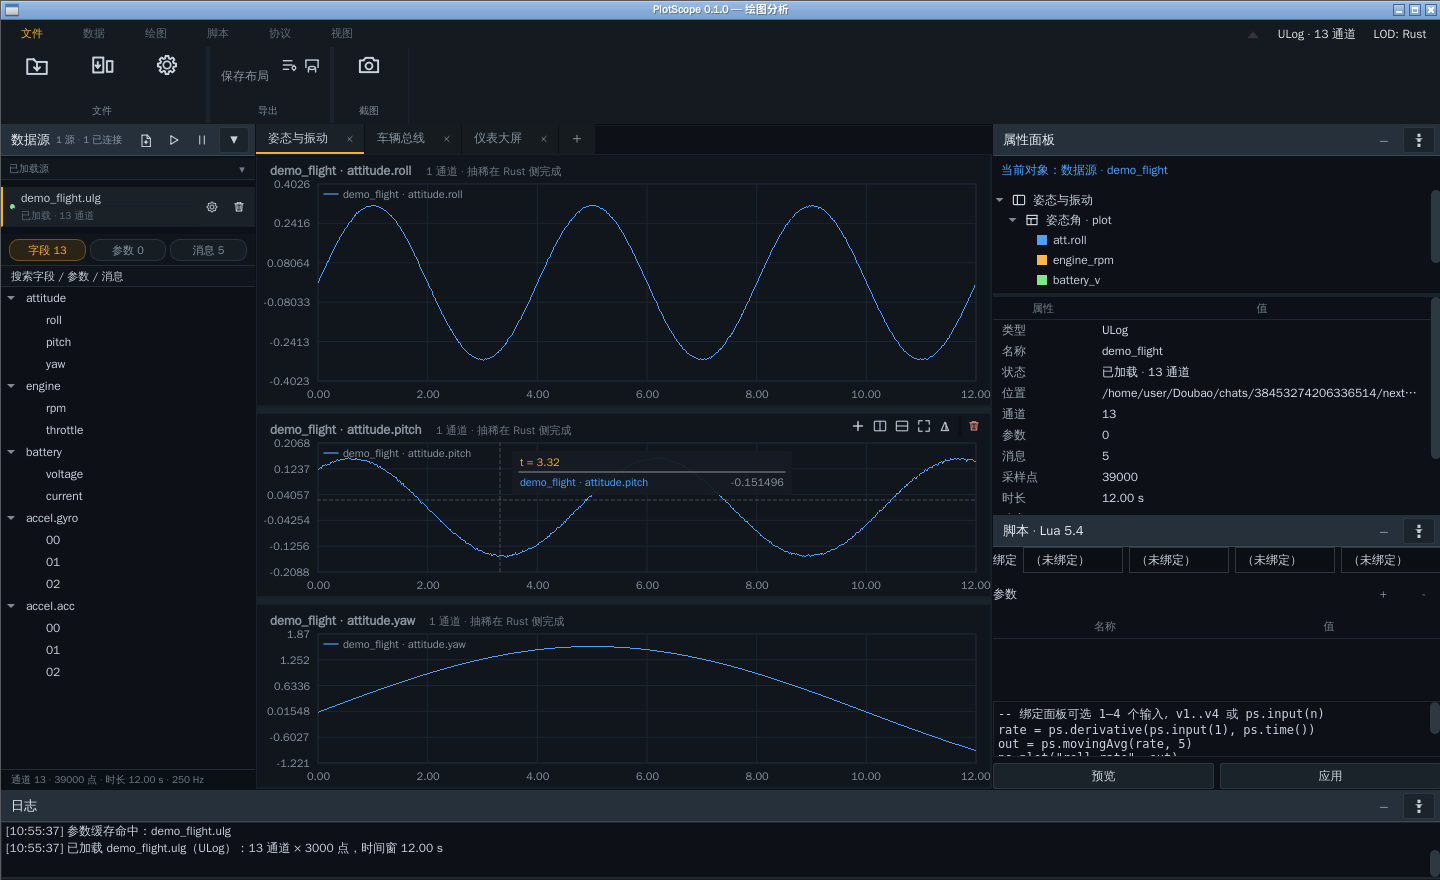 PlotScope 0.1.0 — 绘图分析
文件 数据 绘图 脚本 协议 视图
ULog · 13 通道 LOD: Rust
保存布局
文件 导出 截图
数据源 1 源 · 1 已连接
已加载源
demo_flight.ulg
已加载 · 13 通道
字段 13 参数 0 消息 5
搜索字段 / 参数 / 消息
attitude
roll
pitch
yaw
engine
rpm
throttle
battery
voltage
current
accel.gyro
00
01
02
accel.acc
00
01
02
通道 13 · 39000 点 · 时长 12.00 s · 250 Hz
姿态与振动 × 车辆总线 × 仪表大屏 × +
demo_flight · attitude.roll 1 通道 · 抽稀在 Rust 侧完成
demo_flight · attitude.roll
0.4026
0.2416
0.08064
-0.08033
-0.2413
-0.4023
0.00 2.00 4.00 6.00 8.00 10.00 12.00
demo_flight · attitude.pitch 1 通道 · 抽稀在 Rust 侧完成
demo_flight · attitude.pitch
t = 3.32
demo_flight · attitude.pitch -0.151496
0.2068
0.1237
0.04057
-0.04254
-0.1256
-0.2088
0.00 2.00 4.00 6.00 8.00 10.00 12.00
demo_flight · attitude.yaw 1 通道 · 抽稀在 Rust 侧完成
demo_flight · attitude.yaw
1.87
1.252
0.6336
0.01548
-0.6027
-1.221
0.00 2.00 4.00 6.00 8.00 10.00 12.00
属性面板
当前对象：数据源 · demo_flight
姿态与振动
姿态角 · plot
att.roll
engine_rpm
battery_v
属性 值
类型 ULog
名称 demo_flight
状态 已加载 · 13 通道
位置 /home/user/Doubao/chats/38453274206336514/next…
通道 13
参数 0
消息 5
采样点 39000
时长 12.00 s
脚本 · Lua 5.4
绑定 （未绑定） （未绑定） （未绑定） （未绑定）
参数 + -
名称 值
-- 绑定面板可选 1—4 个输入，v1..v4 或 ps.input(n)
rate = ps.derivative(ps.input(1), ps.time())
out = ps.movingAvg(rate, 5)
预览 应用
日志
[10:55:37] 参数缓存命中：demo_flight.ulg
[10:55:37] 已加载 demo_flight.ulg（ULog）：13 通道 × 3000 点，时间窗 12.00 s